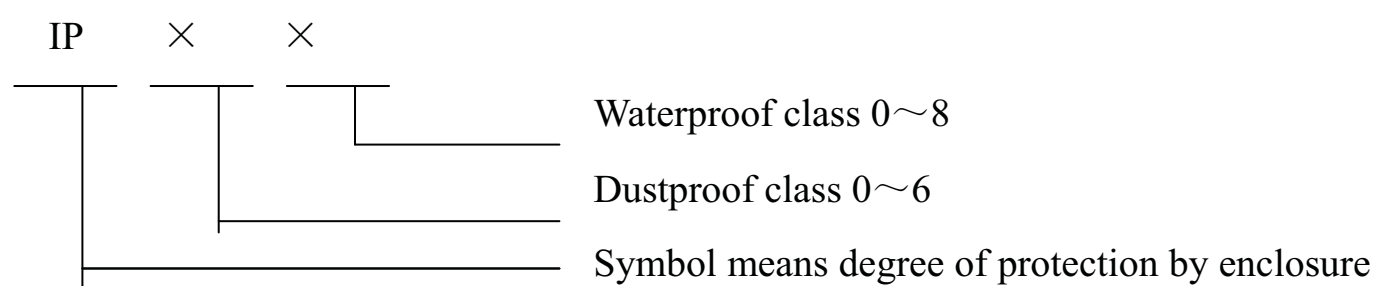 IP × ×
Waterproof class 0～8
Dustproof class 0～6
Symbol means degree of protection by enclosure